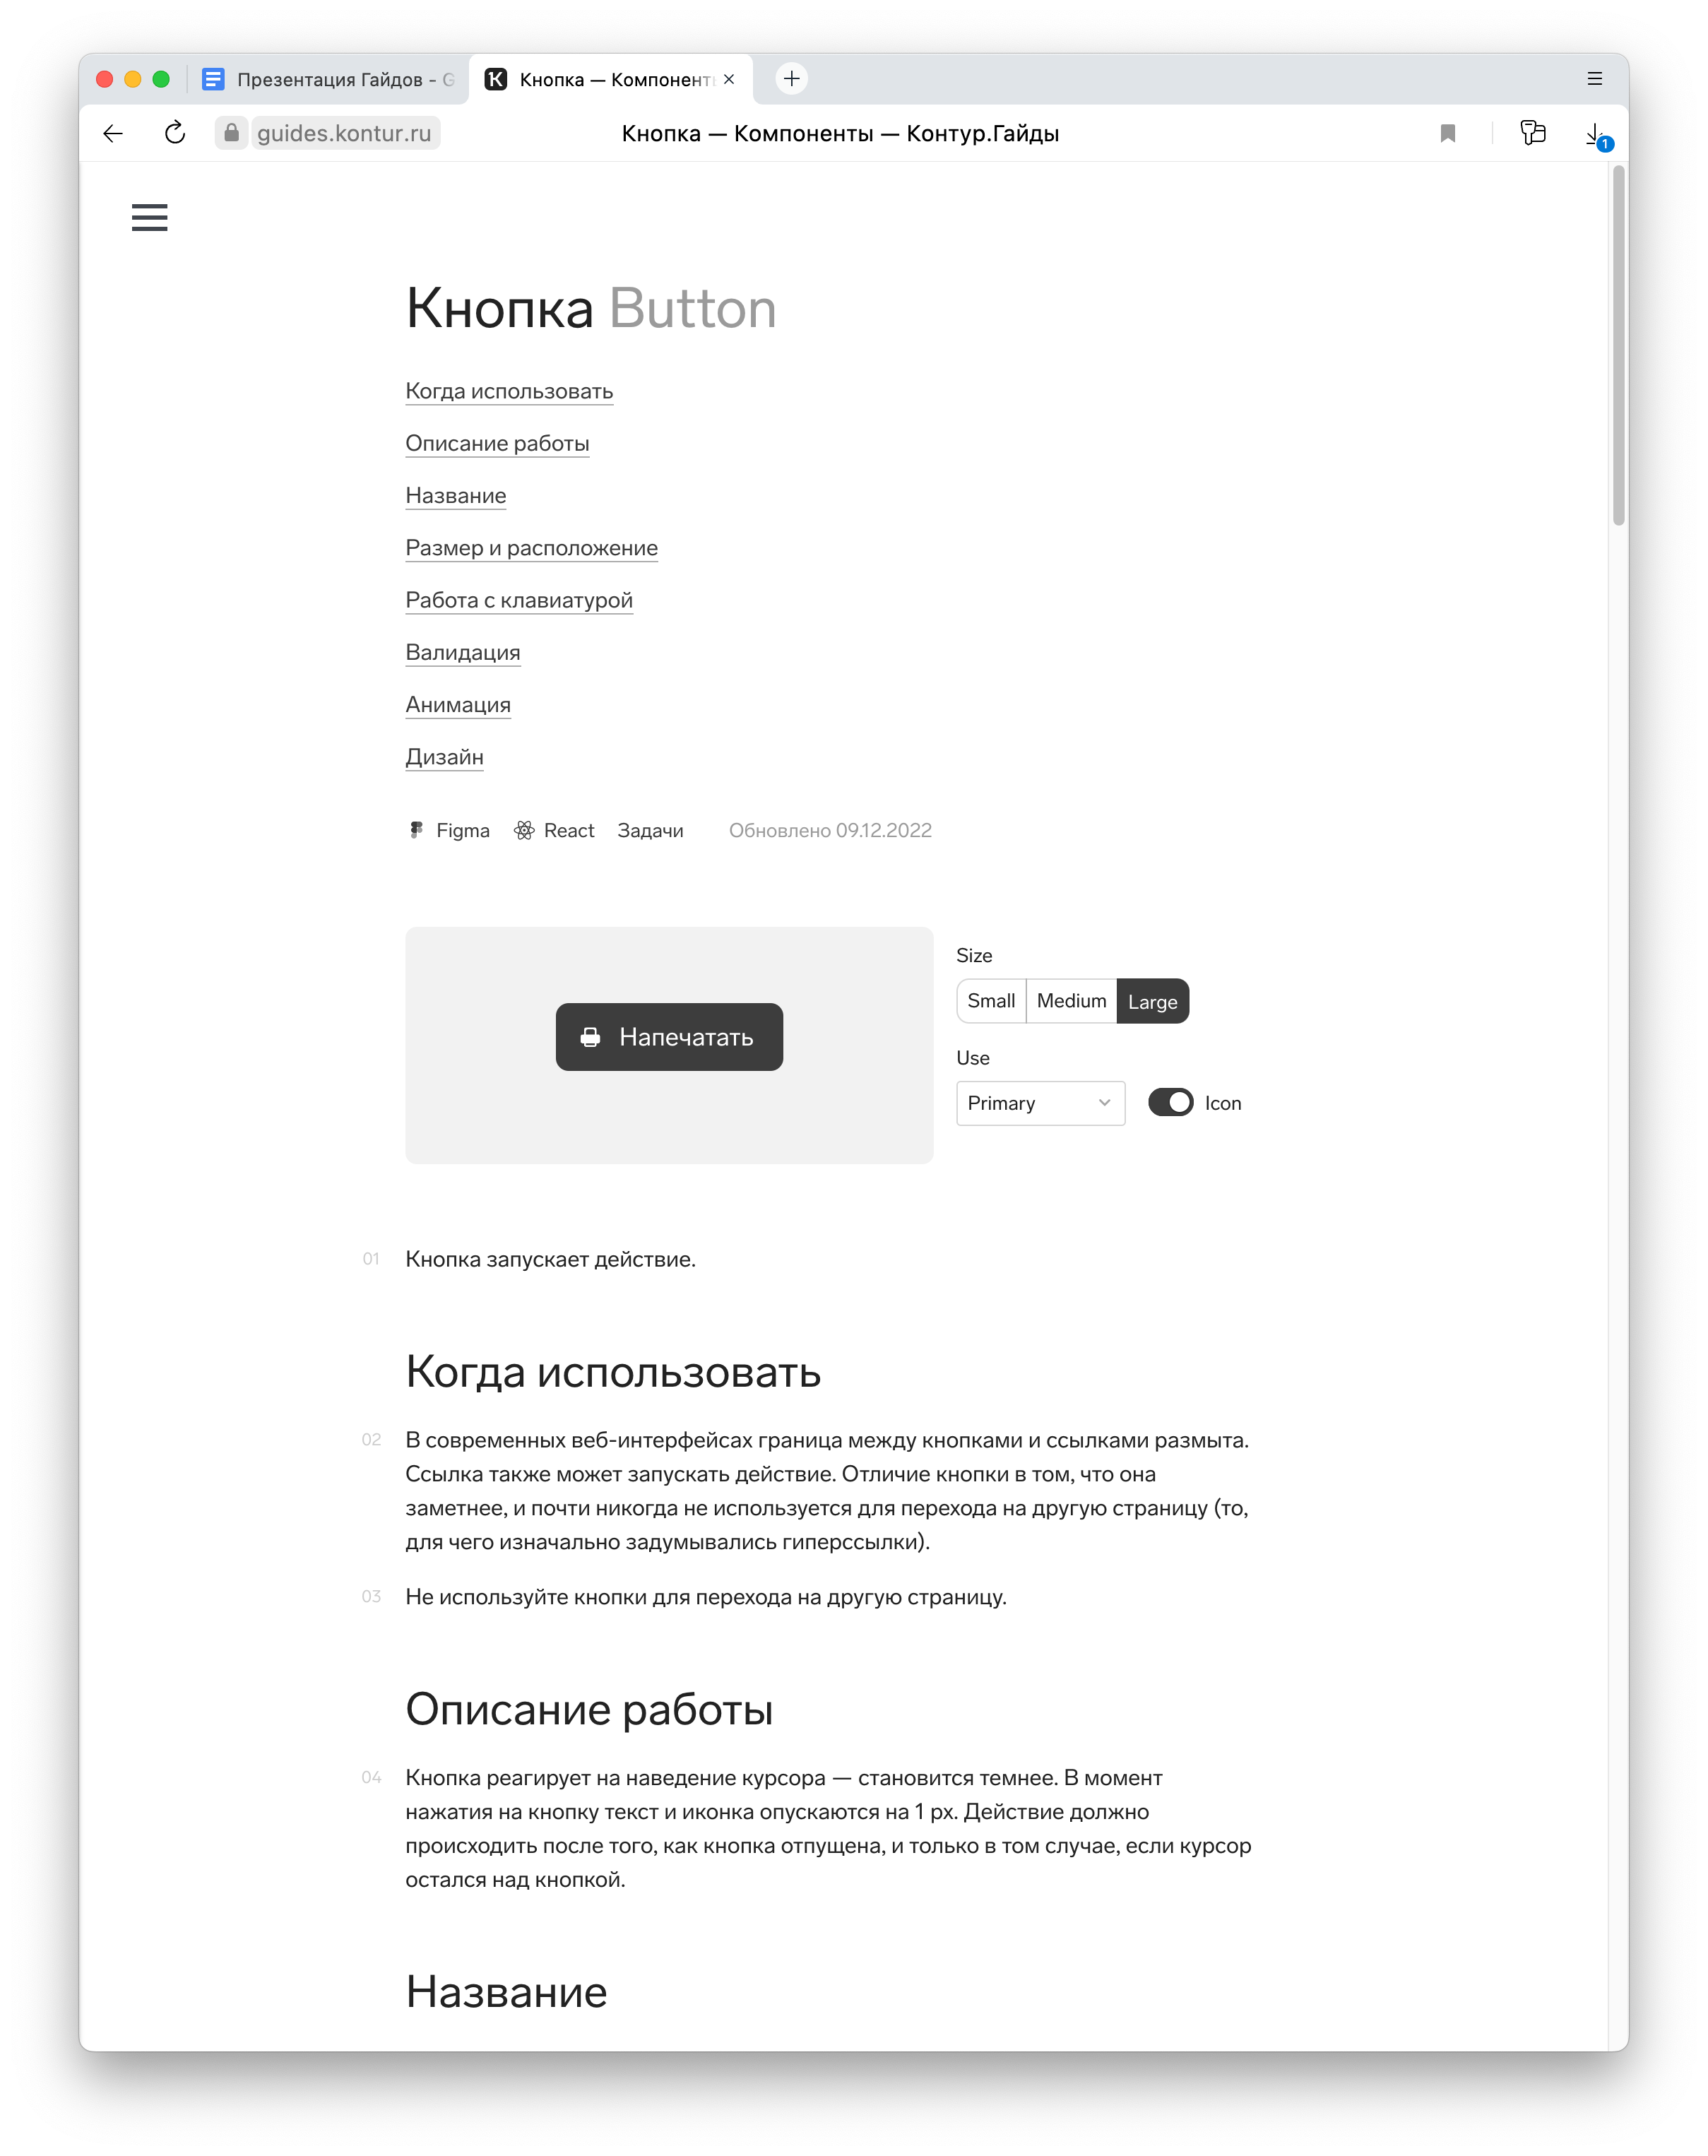 Презентация Гайдов - G
Кнопка — Компонент
guides.kontur.ru
Кнопка — Компоненты — Контур.Гайды
1
Кнопка Button
Когда использовать
Описание работы
Название
Размер и расположение
Работа с клавиатурой
Валидация
Анимация
Дизайн
Figma React Задачи Обновлено 09.12.2022
Size
Small Medium Large
Напечатать
Use
Primary Icon
01 Кнопка запускает действие.
Когда использовать
02 В современных веб-интерфейсах граница между кнопками и ссылками размыта.
Ссылка также может запускать действие. Отличие кнопки в том, что она
заметнее, и почти никогда не используется для перехода на другую страницу (то,
для чего изначально задумывались гиперссылки).
03 Не используйте кнопки для перехода на другую страницу.
Описание работы
04 Кнопка реагирует на наведение курсора — становится темнее. В момент
нажатия на кнопку текст и иконка опускаются на 1 px. Действие должно
происходить после того, как кнопка отпущена, и только в том случае, если курсор
остался над кнопкой.
Название